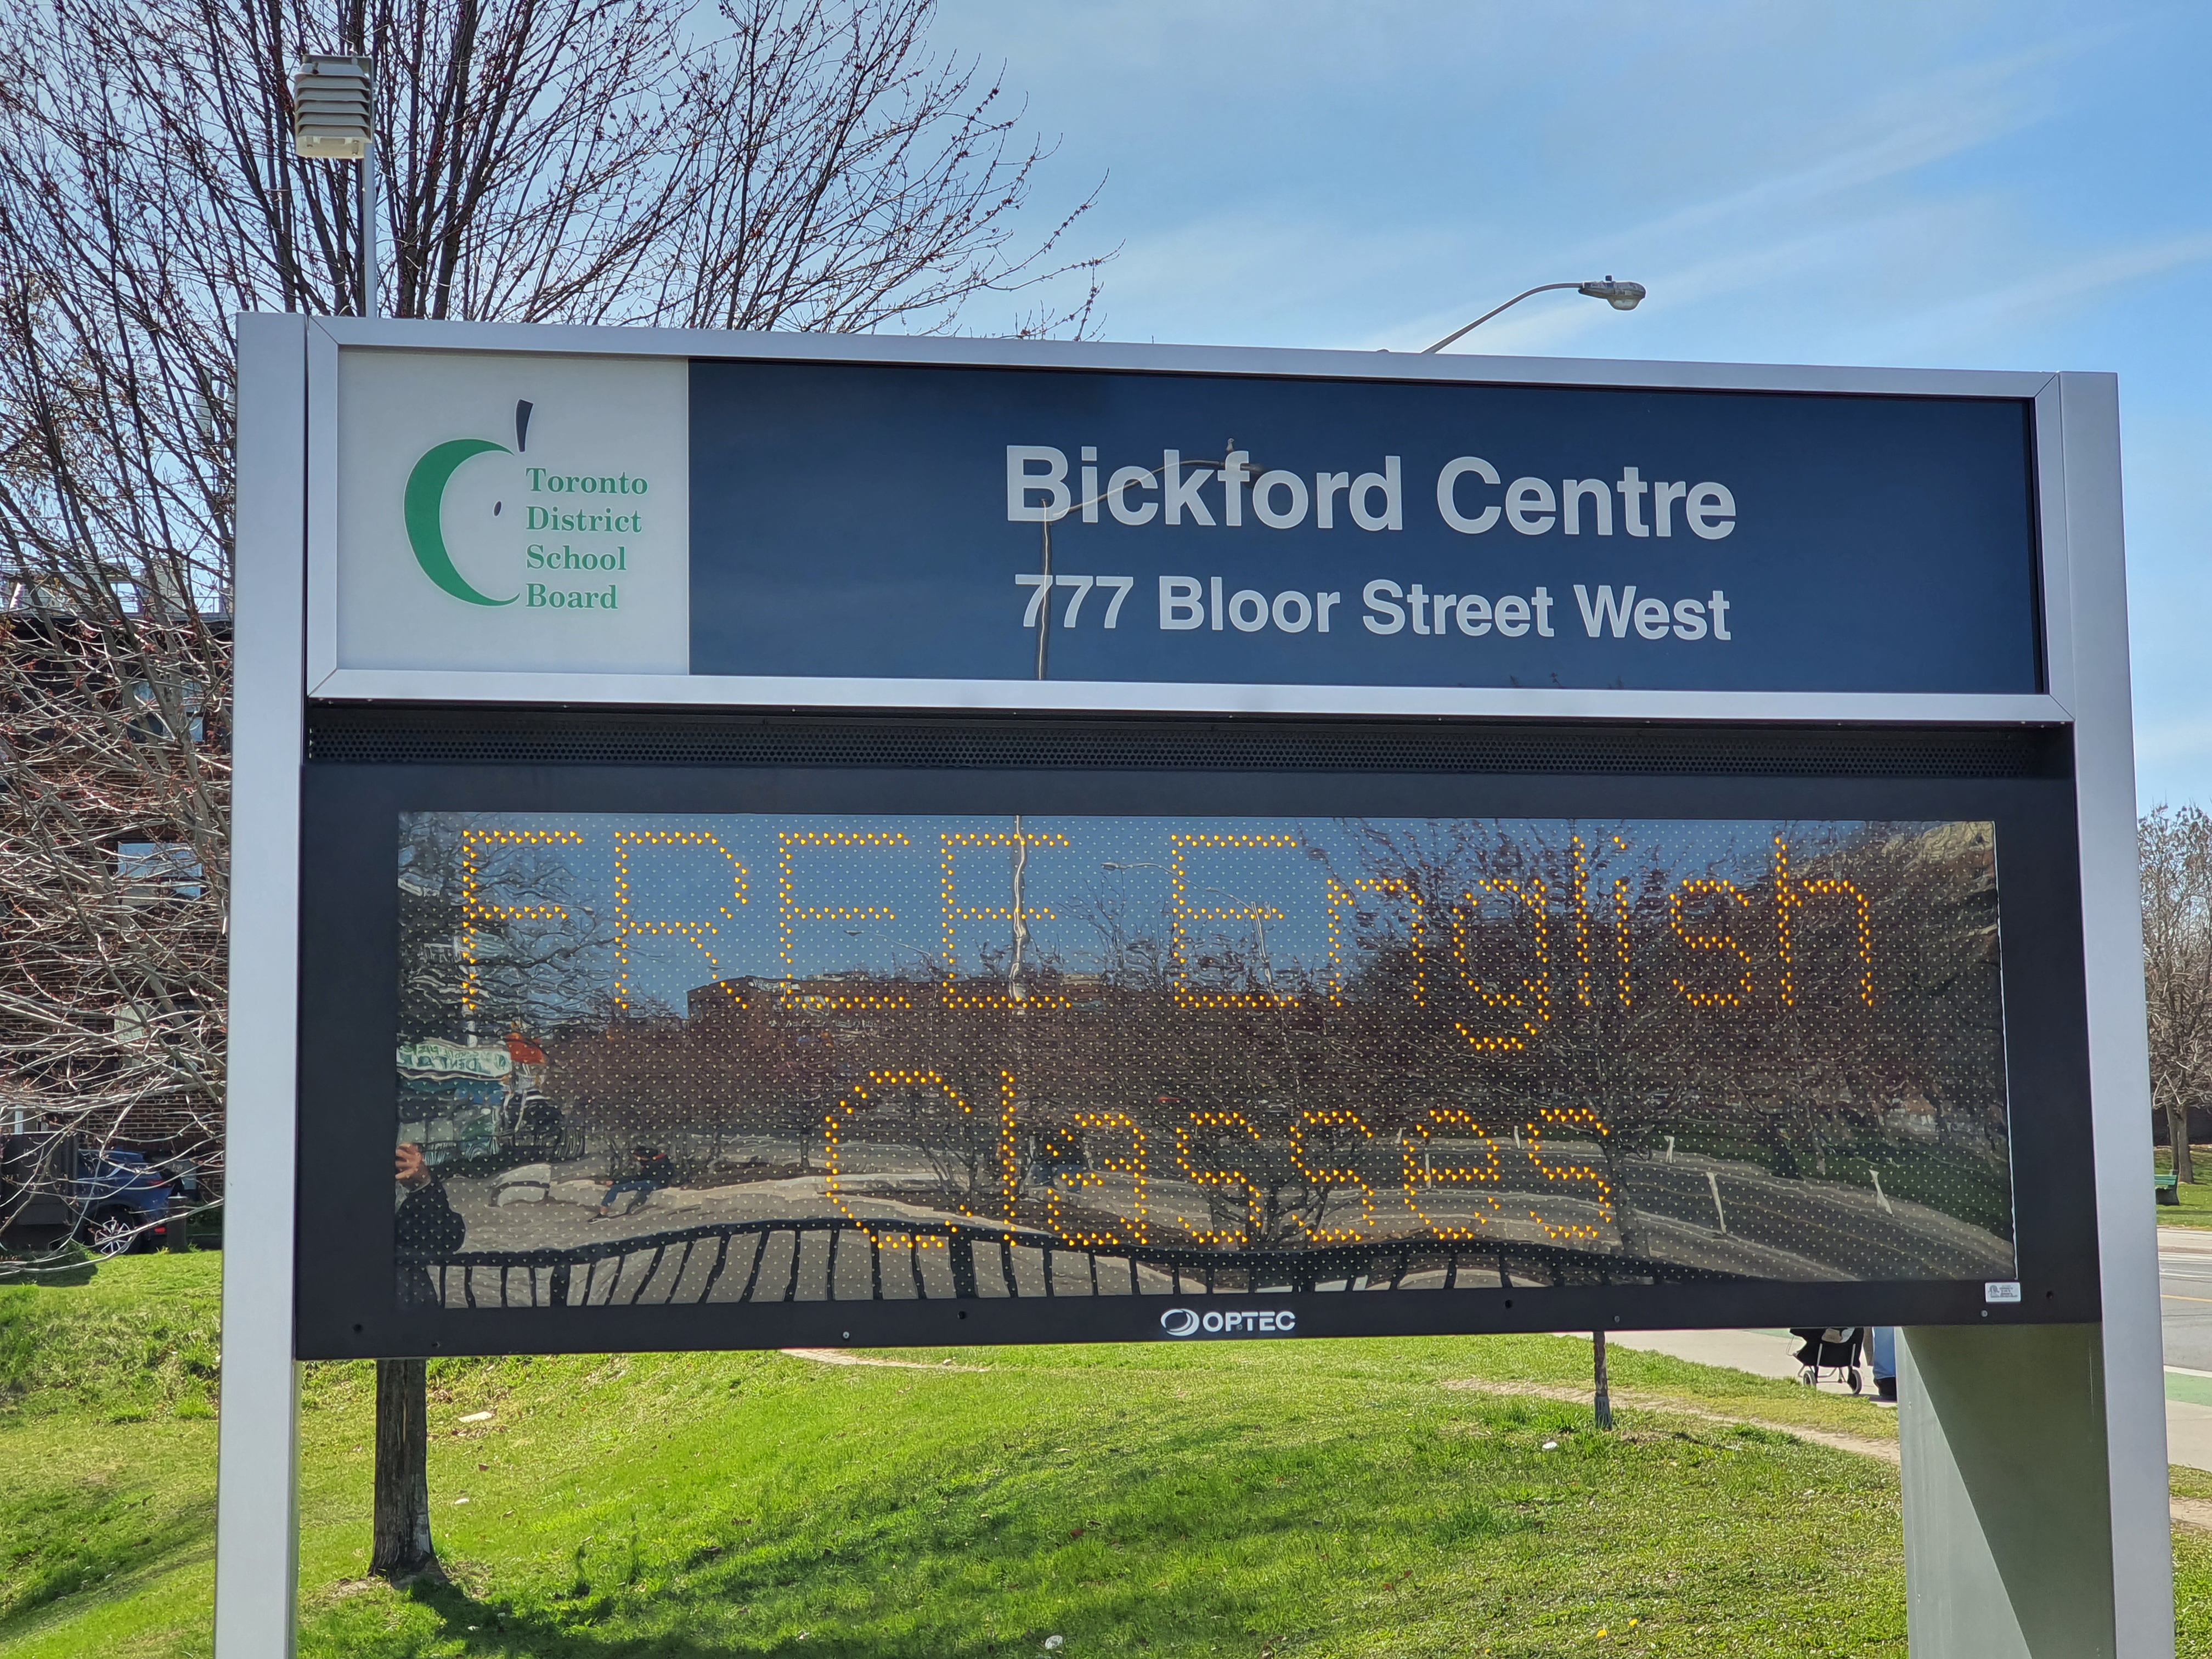 Toronto
District
School
Board
Bickford Centre
777 Bloor Street West
FREE English
Classes
OPTEC